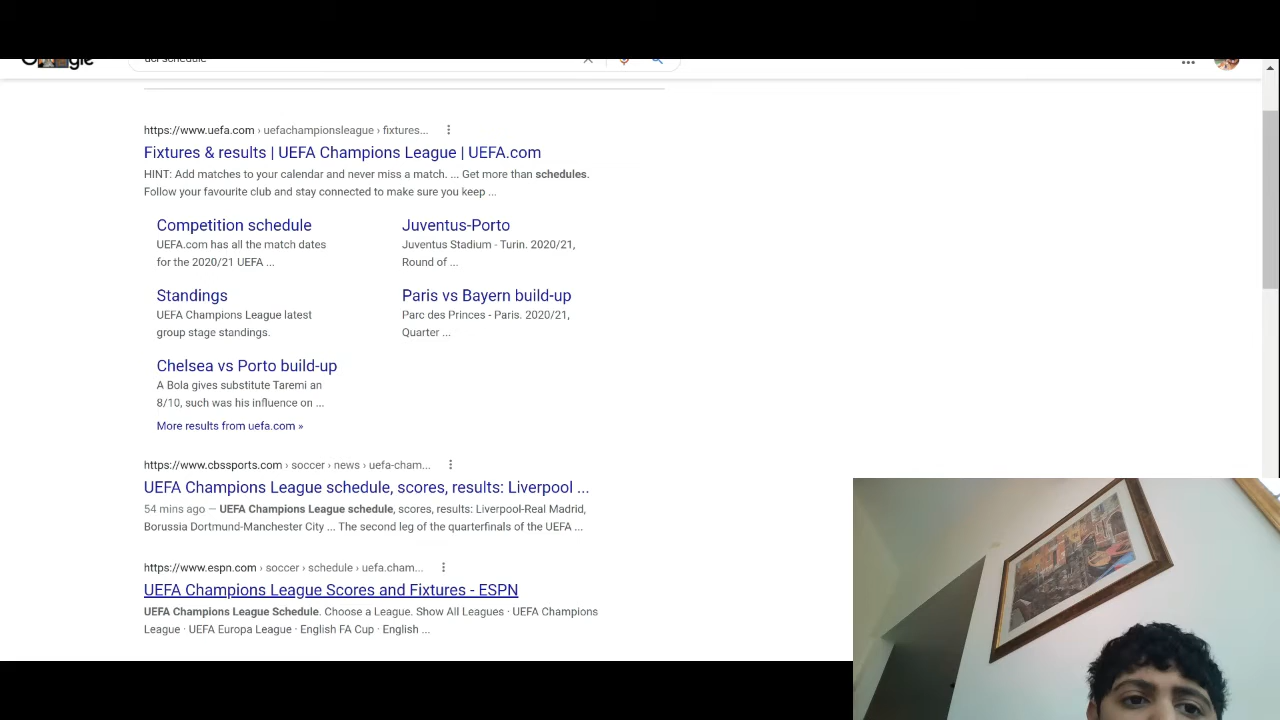 ucl schedule
https://www.uefa.com › uefachampionsleague › fixtures...
Fixtures & results | UEFA Champions League | UEFA.com
HINT: Add matches to your calendar and never miss a match. ... Get more than schedules.
Follow your favourite club and stay connected to make sure you keep ...
Competition schedule
UEFA.com has all the match dates
for the 2020/21 UEFA ...
Juventus-Porto
Juventus Stadium - Turin. 2020/21,
Round of ...
Standings
UEFA Champions League latest
group stage standings.
Paris vs Bayern build-up
Parc des Princes - Paris. 2020/21,
Quarter ...
Chelsea vs Porto build-up
A Bola gives substitute Taremi an
8/10, such was his influence on ...
More results from uefa.com »
https://www.cbssports.com › soccer › news › uefa-cham...
UEFA Champions League schedule, scores, results: Liverpool ...
54 mins ago — UEFA Champions League schedule, scores, results: Liverpool-Real Madrid,
Borussia Dortmund-Manchester City ... The second leg of the quarterfinals of the UEFA ...
https://www.espn.com › soccer › schedule › uefa.cham...
UEFA Champions League Scores and Fixtures - ESPN
UEFA Champions League Schedule. Choose a League. Show All Leagues · UEFA Champions
League · UEFA Europa League · English FA Cup · English ...